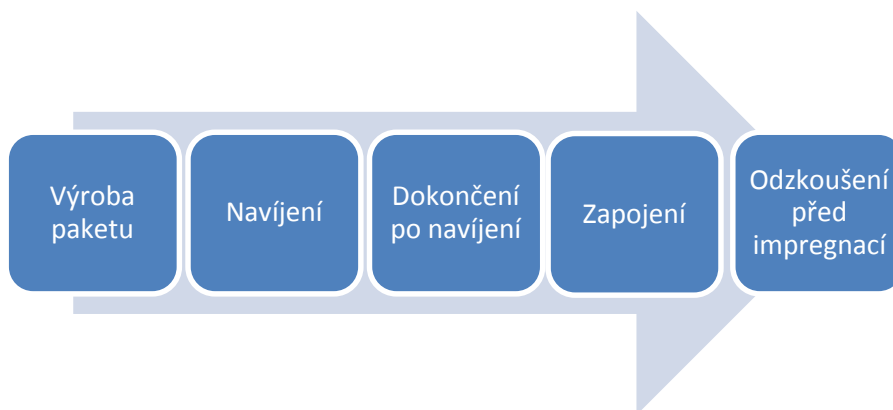 Výroba
paketu
Navíjení
Dokončení
po navíjení
Zapojení
Odzkoušení
před
impregnací